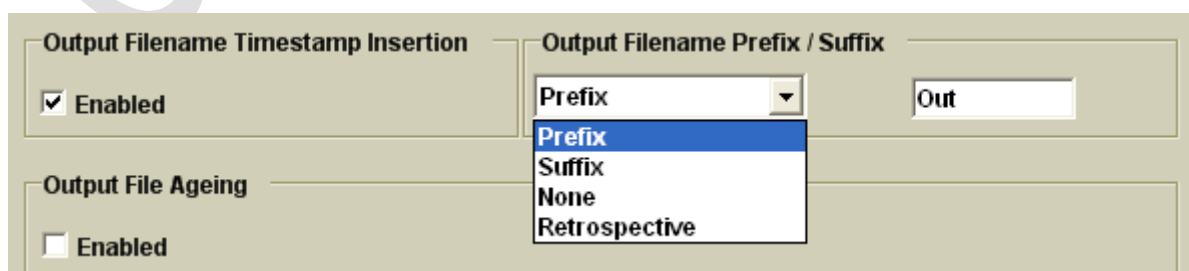 Output Filename Timestamp Insertion
Enabled
Output Filename Prefix / Suffix
Prefix
Out
Prefix
Suffix
None
Retrospective
Output File Ageing
Enabled